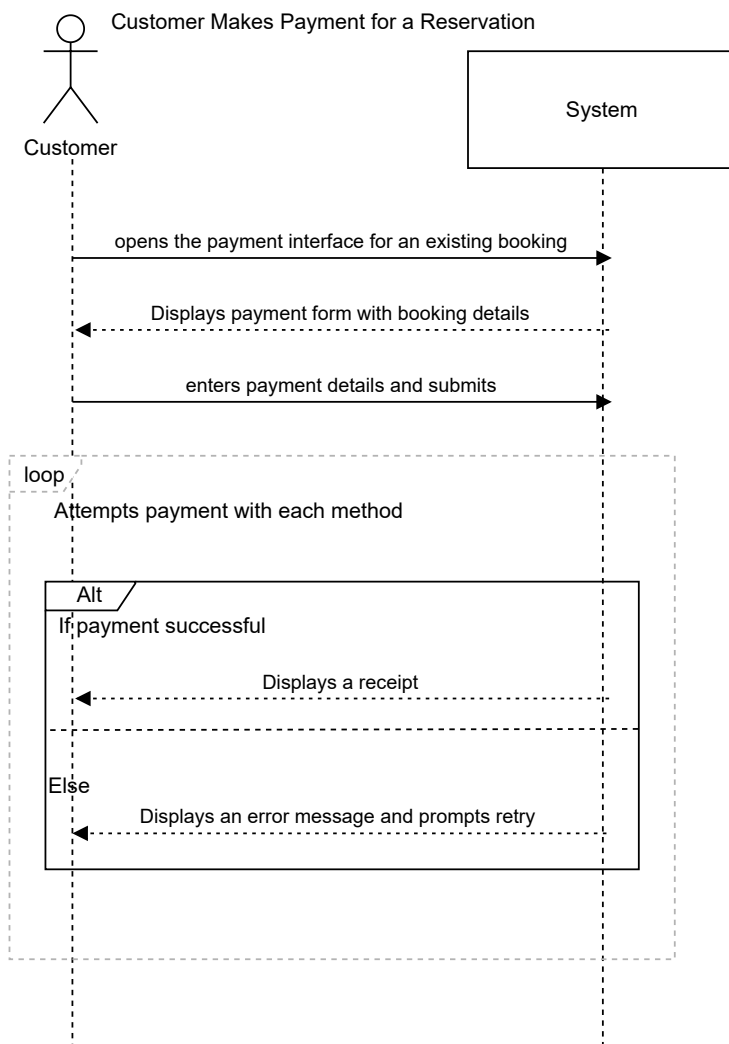 Customer Makes Payment for a Reservation
System
Customer
opens the payment interface for an existing booking
Displays payment form with booking details
enters payment details and submits
loop
Attempts payment with each method
Alt
If payment successful
Displays a receipt
Else
Displays an error message and prompts retry